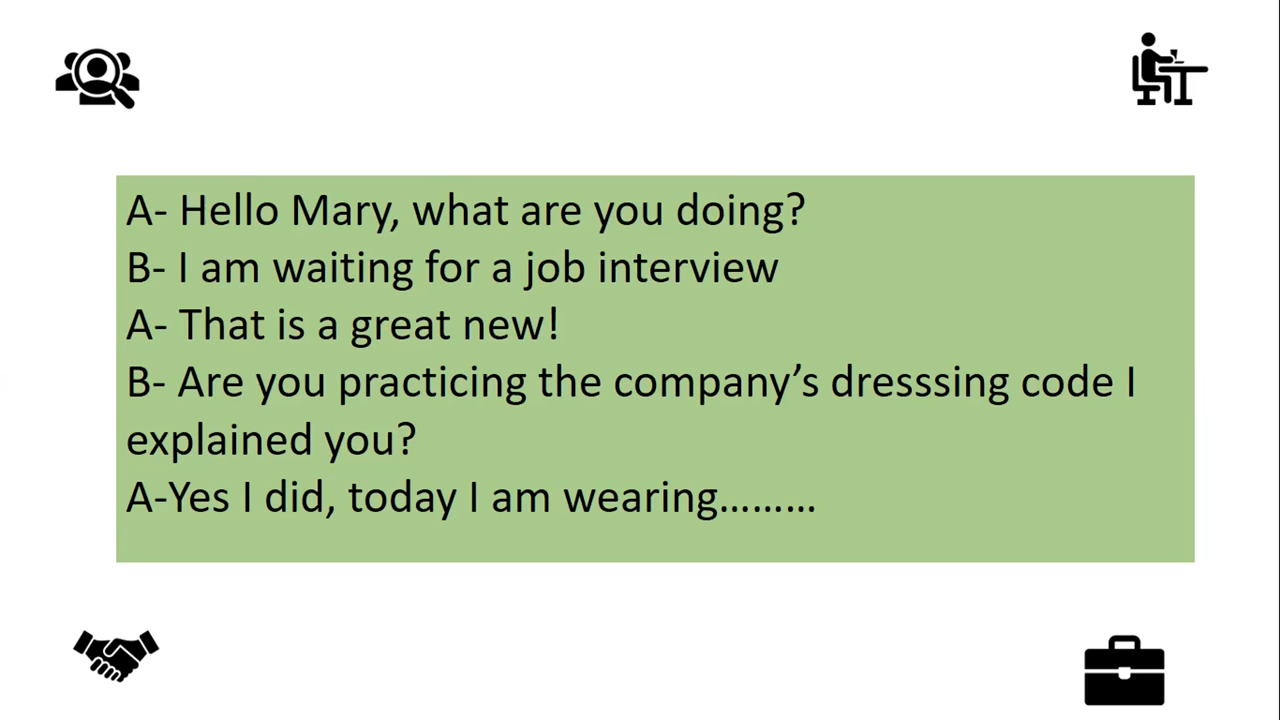 A- Hello Mary, what are you doing?
B- I am waiting for a job interview
A- That is a great new!
B- Are you practicing the company’s dresssing code I
explained you?
A-Yes I did, today I am wearing………